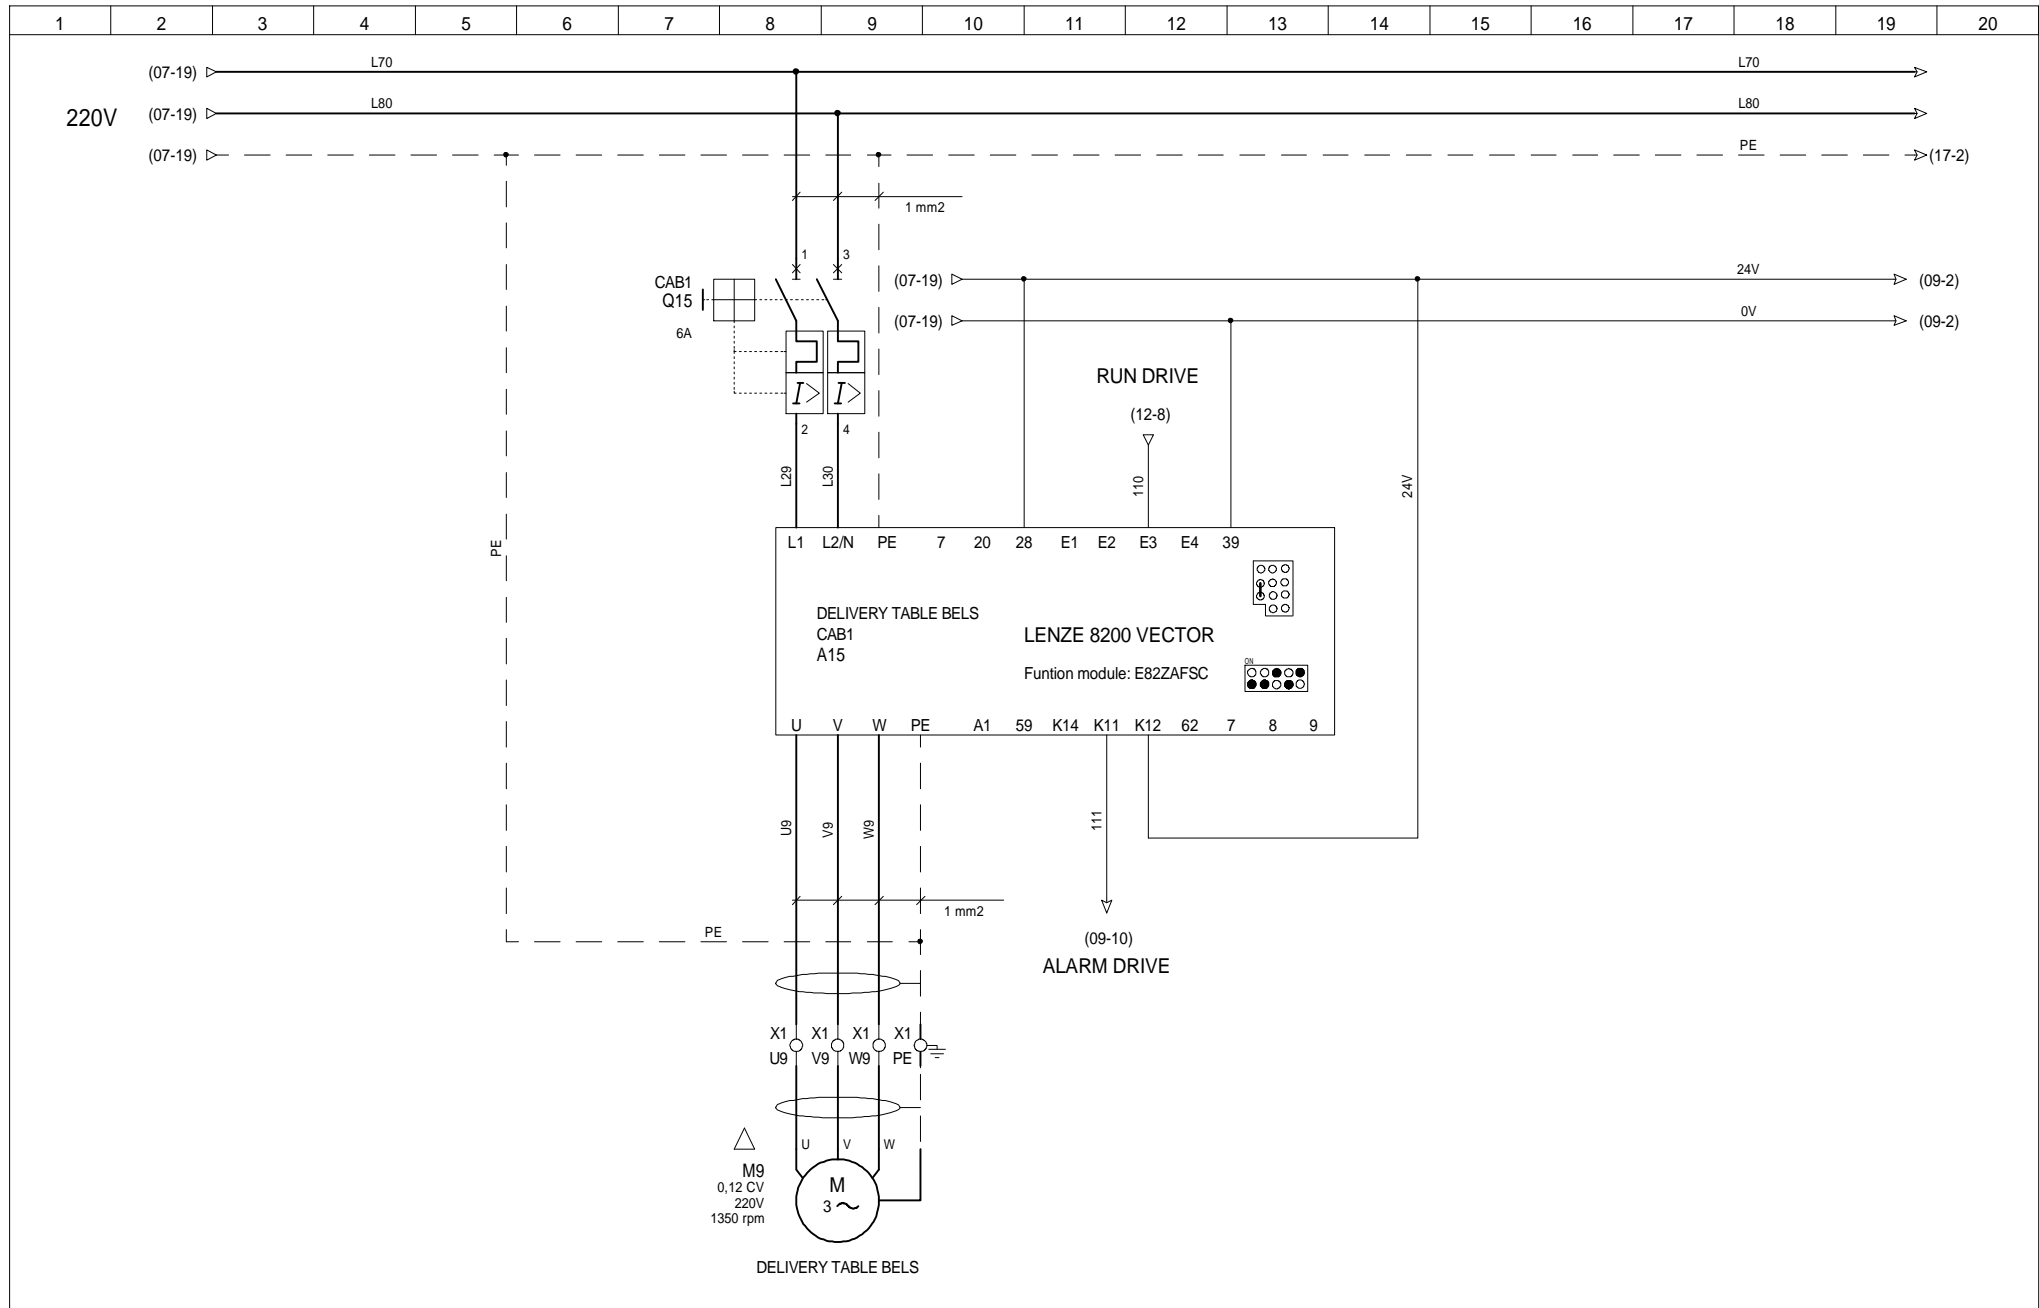 1 2 3 4 5 6 7 8 9 10 11 12 13 14 15 16 17 18 19 20
(07-19) L70 L70
220V (07-19) L80 L80
(07-19) PE (17-2)
1 mm2
1 3
CAB1
Q15
6A
(07-19) 24V (09-2)
(07-19) 0V (09-2)
RUN DRIVE
(12-8)
2 4
L29 L30 110 24V
PE
L1 L2/N PE 7 20 28 E1 E2 E3 E4 39
DELIVERY TABLE BELS
CAB1
A15
LENZE 8200 VECTOR
Funtion module: E82ZAFSC
ON
U V W PE A1 59 K14 K11 K12 62 7 8 9
U9 V9 W9 111
1 mm2
PE
(09-10)
ALARM DRIVE
X1 X1 X1 X1
U9 V9 W9 PE
U V W
M9
0,12 CV
220V
1350 rpm
M
3
DELIVERY TABLE BELS